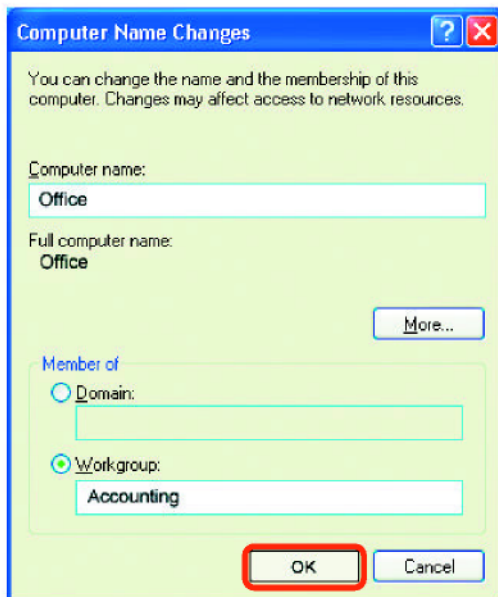 Computer Name Changes
You can change the name and the membership of this
computer. Changes may affect access to network resources.
Computer name:
Office
Full computer name:
Office
More...
Member of
Domain:
Workgroup:
Accounting
OK Cancel